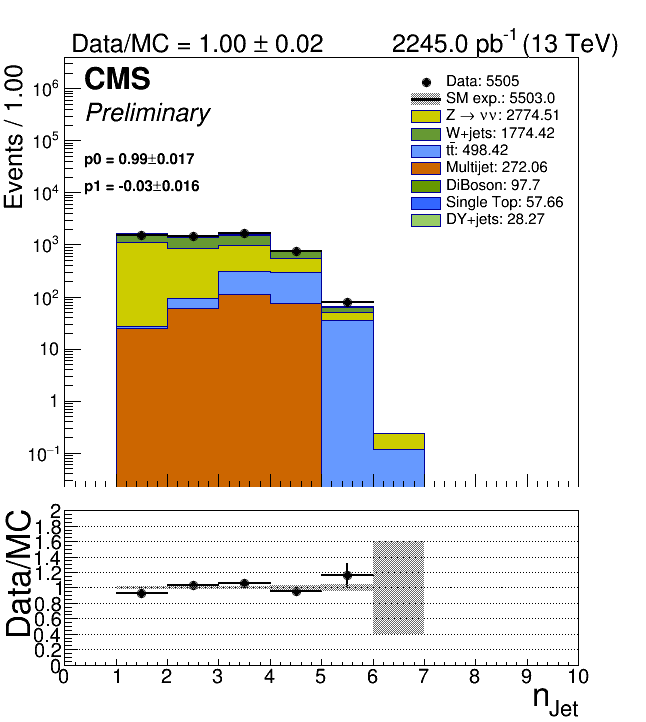 Data/MC = 1.00 ± 0.02 2245.0 pb⁻¹ (13 TeV)
CMS
Preliminary
p0 = 0.99±0.017
p1 = -0.03±0.016
Data: 5505
SM exp.: 5503.0
Z → νν: 2774.51
W+jets: 1774.42
tt̄: 498.42
Multijet: 272.06
DiBoson: 97.7
Single Top: 57.66
DY+jets: 28.27
Events / 1.00
10⁶
10⁵
10⁴
10³
10²
10
1
10⁻¹
Data/MC
2
1.8
1.6
1.4
1.2
1
0.8
0.6
0.4
0.2
0
0 1 2 3 4 5 6 7 8 9 10
n_Jet